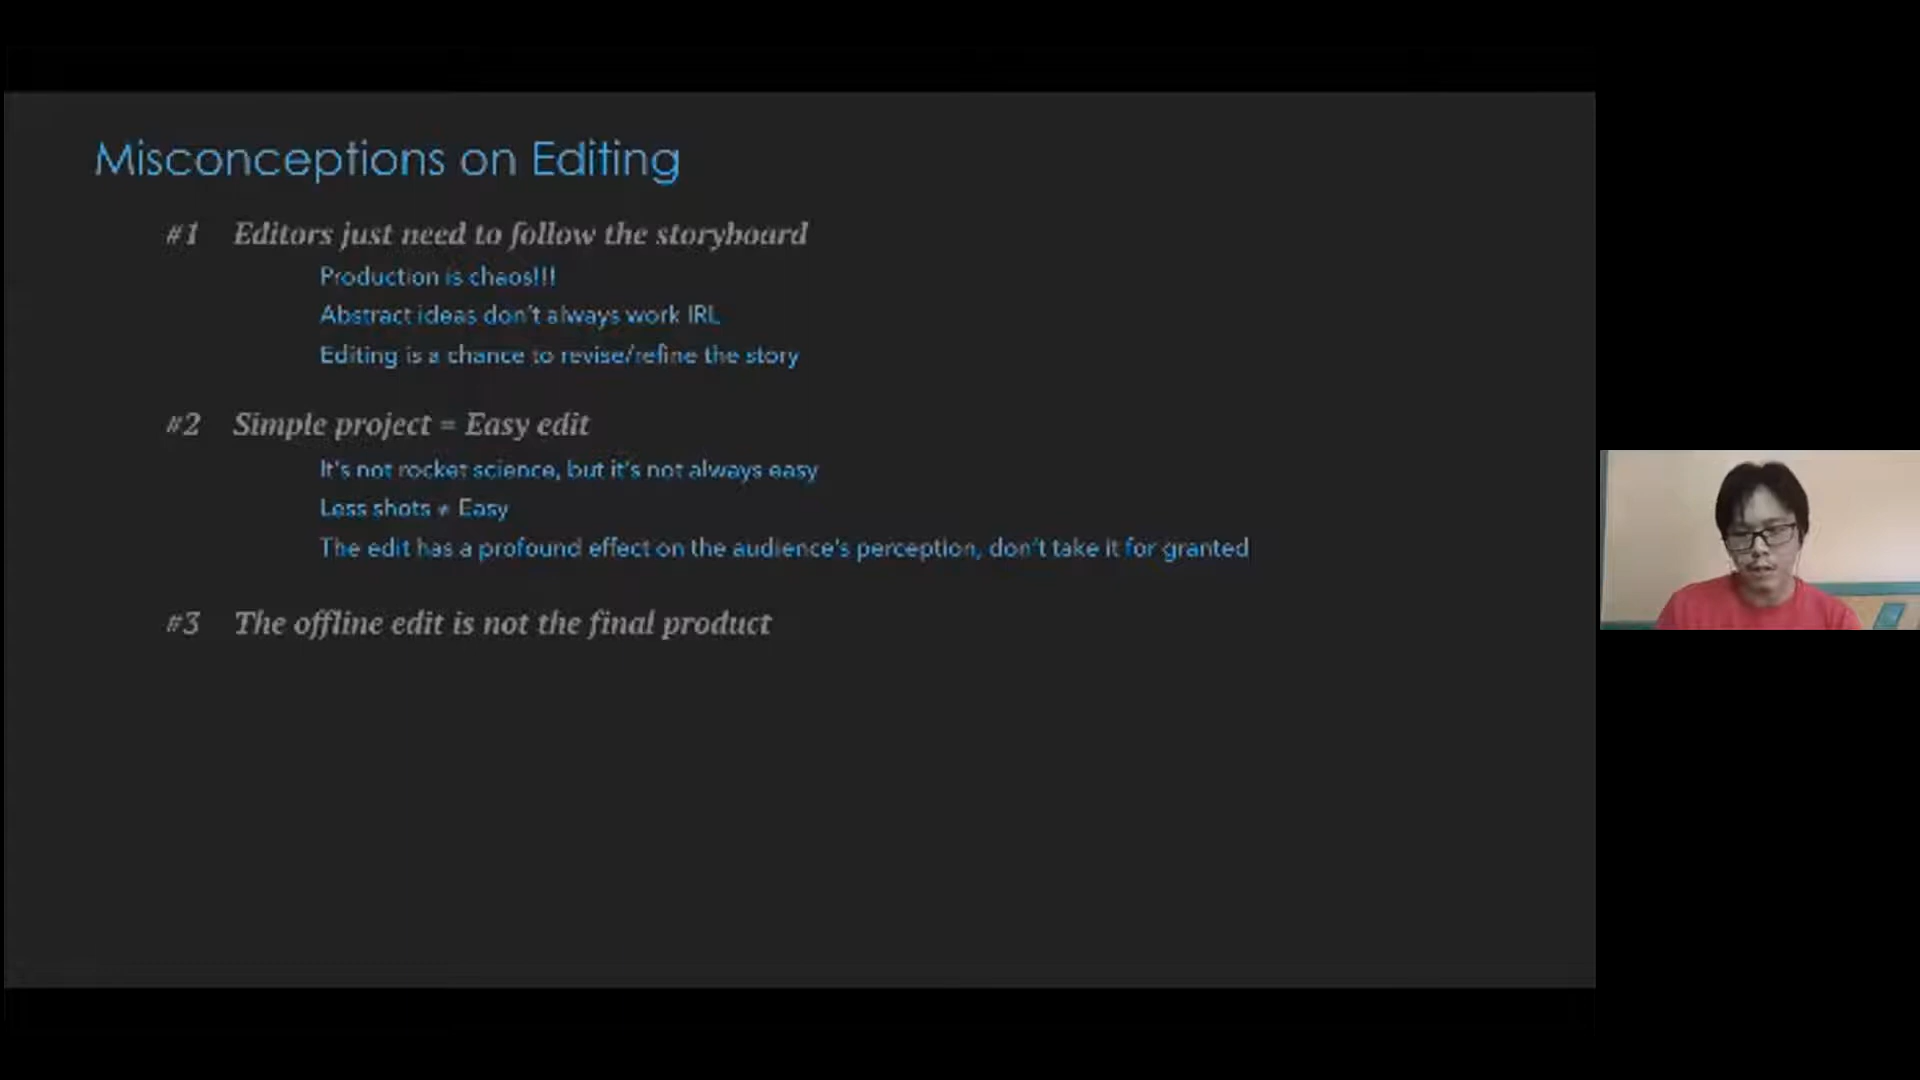 Misconceptions on Editing
#1 Editors just need to follow the storyboard
Production is chaos!!!
Abstract ideas don't always work IRL
Editing is a chance to revise/refine the story
#2 Simple project = Easy edit
It's not rocket science, but it's not always easy
Less shots ≠ Easy
The edit has a profound effect on the audience's perception, don't take it for granted
#3 The offline edit is not the final product